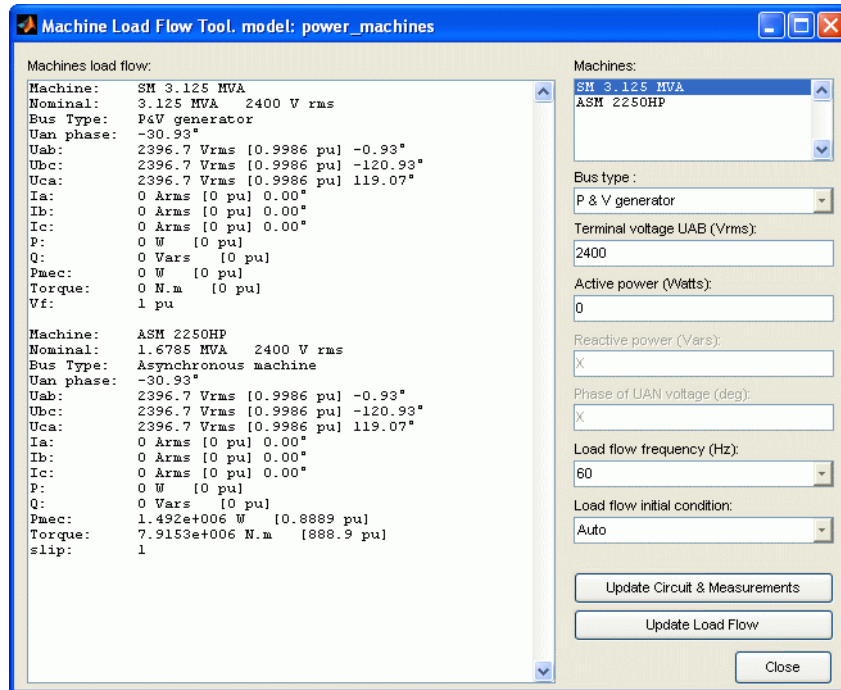 Machine Load Flow Tool. model: power_machines
Machines load flow:
Machine: SM 3.125 MVA
Nominal: 3.125 MVA 2400 V rms
Bus Type: P&V generator
Uan phase: -30.93°
Uab: 2396.7 Vrms [0.9986 pu] -0.93°
Ubc: 2396.7 Vrms [0.9986 pu] -120.93°
Uca: 2396.7 Vrms [0.9986 pu] 119.07°
Ia: 0 Arms [0 pu] 0.00°
Ib: 0 Arms [0 pu] 0.00°
Ic: 0 Arms [0 pu] 0.00°
P: 0 W [0 pu]
Q: 0 Vars [0 pu]
Pmec: 0 W [0 pu]
Torque: 0 N.m [0 pu]
Vf: 1 pu
Machine: ASM 2250HP
Nominal: 1.6785 MVA 2400 V rms
Bus Type: Asynchronous machine
Uan phase: -30.93°
Uab: 2396.7 Vrms [0.9986 pu] -0.93°
Ubc: 2396.7 Vrms [0.9986 pu] -120.93°
Uca: 2396.7 Vrms [0.9986 pu] 119.07°
Ia: 0 Arms [0 pu] 0.00°
Ib: 0 Arms [0 pu] 0.00°
Ic: 0 Arms [0 pu] 0.00°
P: 0 W [0 pu]
Q: 0 Vars [0 pu]
Pmec: 1.492e+006 W [0.8889 pu]
Torque: 7.9153e+006 N.m [888.9 pu]
slip: 1
Machines:
SM 3.125 MVA
ASM 2250HP
Bus type :
P & V generator
Terminal voltage UAB (Vrms):
2400
Active power (Watts):
0
Reactive power (Vars):
X
Phase of UAN voltage (deg):
X
Load flow frequency (Hz):
60
Load flow initial condition:
Auto
Update Circuit & Measurements
Update Load Flow
Close